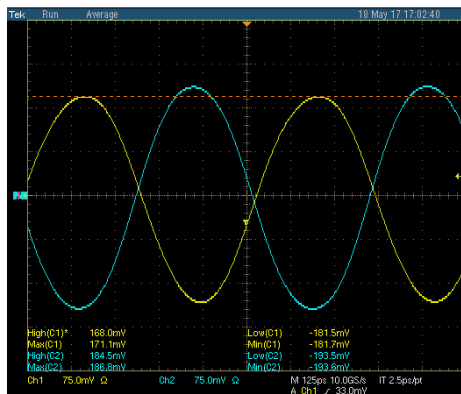 Tek Run Average 18 May 17 17:02:40
High(C1)* 168.0mV Low(C1) -181.5mV
Max(C1) 171.1mV Min(C1) -181.7mV
High(C2) 184.5mV Low(C2) -193.5mV
Max(C2) 186.8mV Min(C2) -193.6mV
Ch1 75.0mV Ω Ch2 75.0mV Ω M 125ps 10.0GS/s IT 2.5ps/pt
A Ch1 ∕ 33.0mV